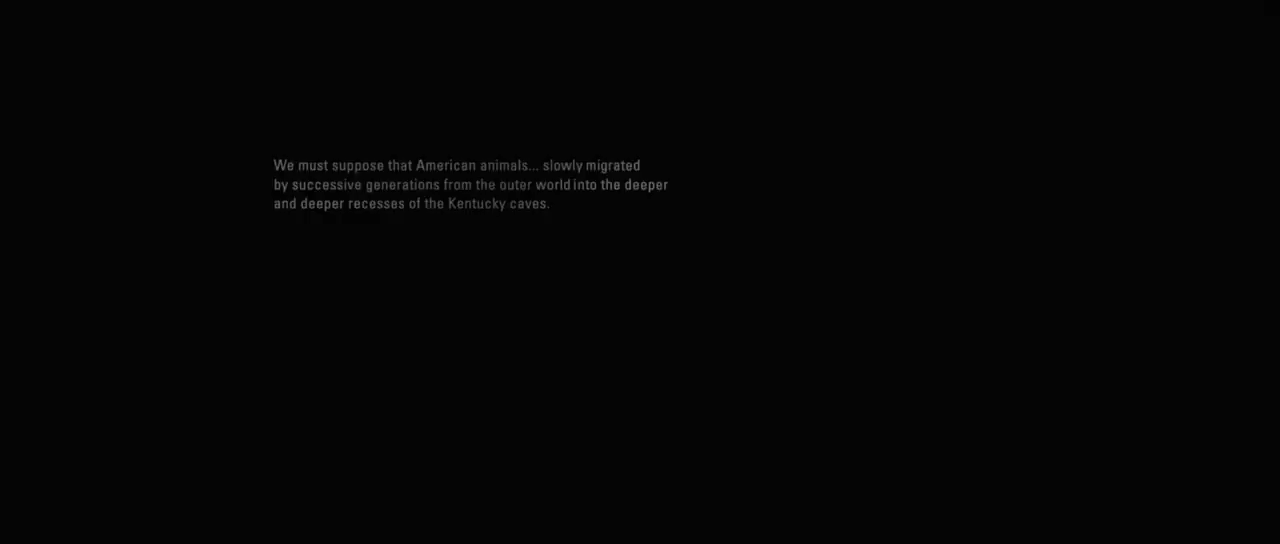 We must suppose that American animals... slowly migrated
by successive generations from the outer world into the deeper
and deeper recesses of the Kentucky caves.